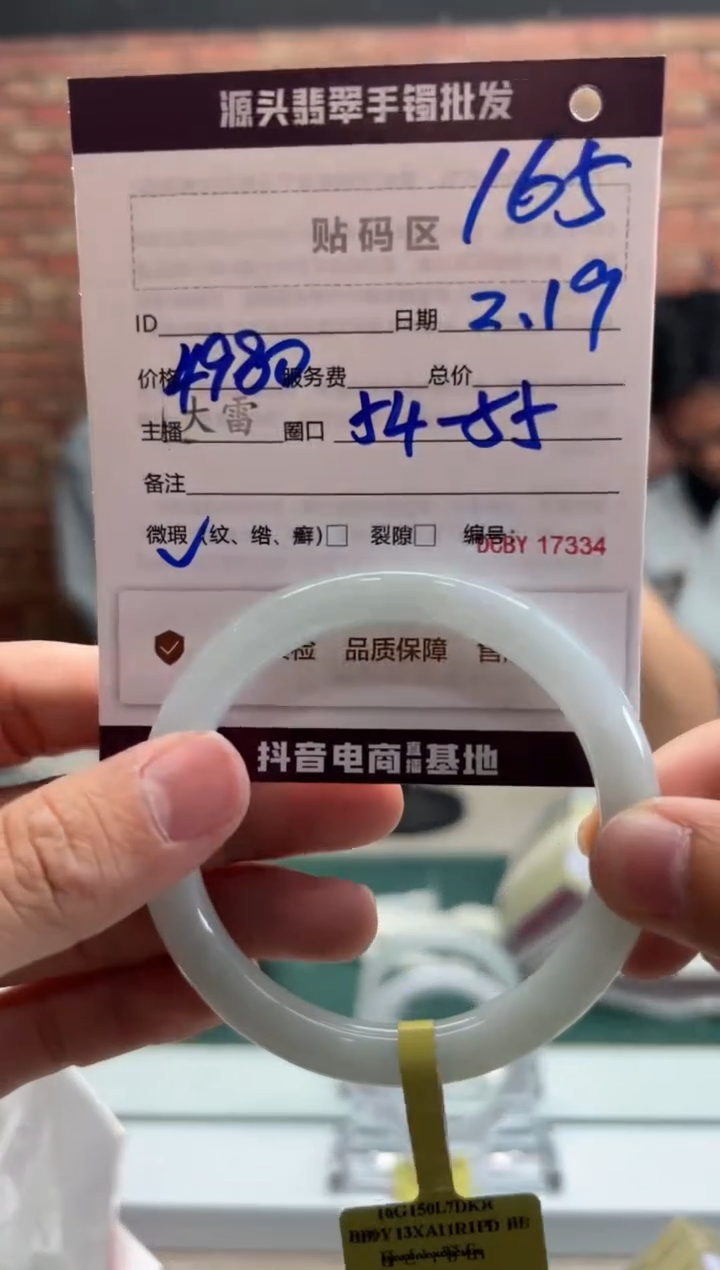 源头翡翠手镯批发
165
贴码区
ID 日期 2.19
价格 4980 服务费 总价
主播 大雷 圈口 54-55
备注
微瑕 ✓(纹、绺、癣)□ 裂隙□ 编号:
DCBY 17334
检 品质保障 售
抖音电商直播基地